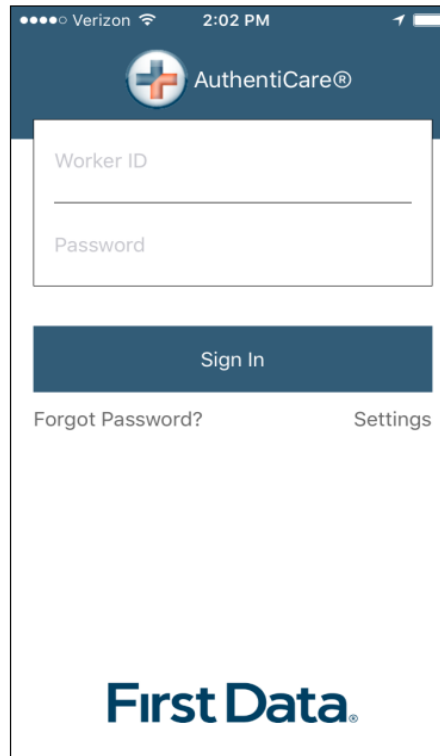 Verizon 2:02 PM
AuthentiCare®
Worker ID
Password
Sign In
Forgot Password? Settings
First Data®